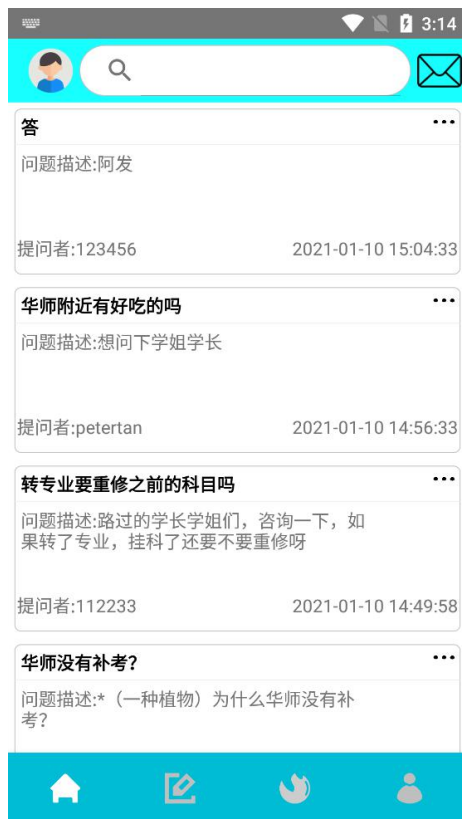 3:14
答
问题描述:阿发
提问者:123456 2021-01-10 15:04:33
华师附近有好吃的吗
问题描述:想问下学姐学长
提问者:petertan 2021-01-10 14:56:33
转专业要重修之前的科目吗
问题描述:路过的学长学姐们，咨询一下，如
果转了专业，挂科了还要不要重修呀
提问者:112233 2021-01-10 14:49:58
华师没有补考？
问题描述:*（一种植物）为什么华师没有补
考？